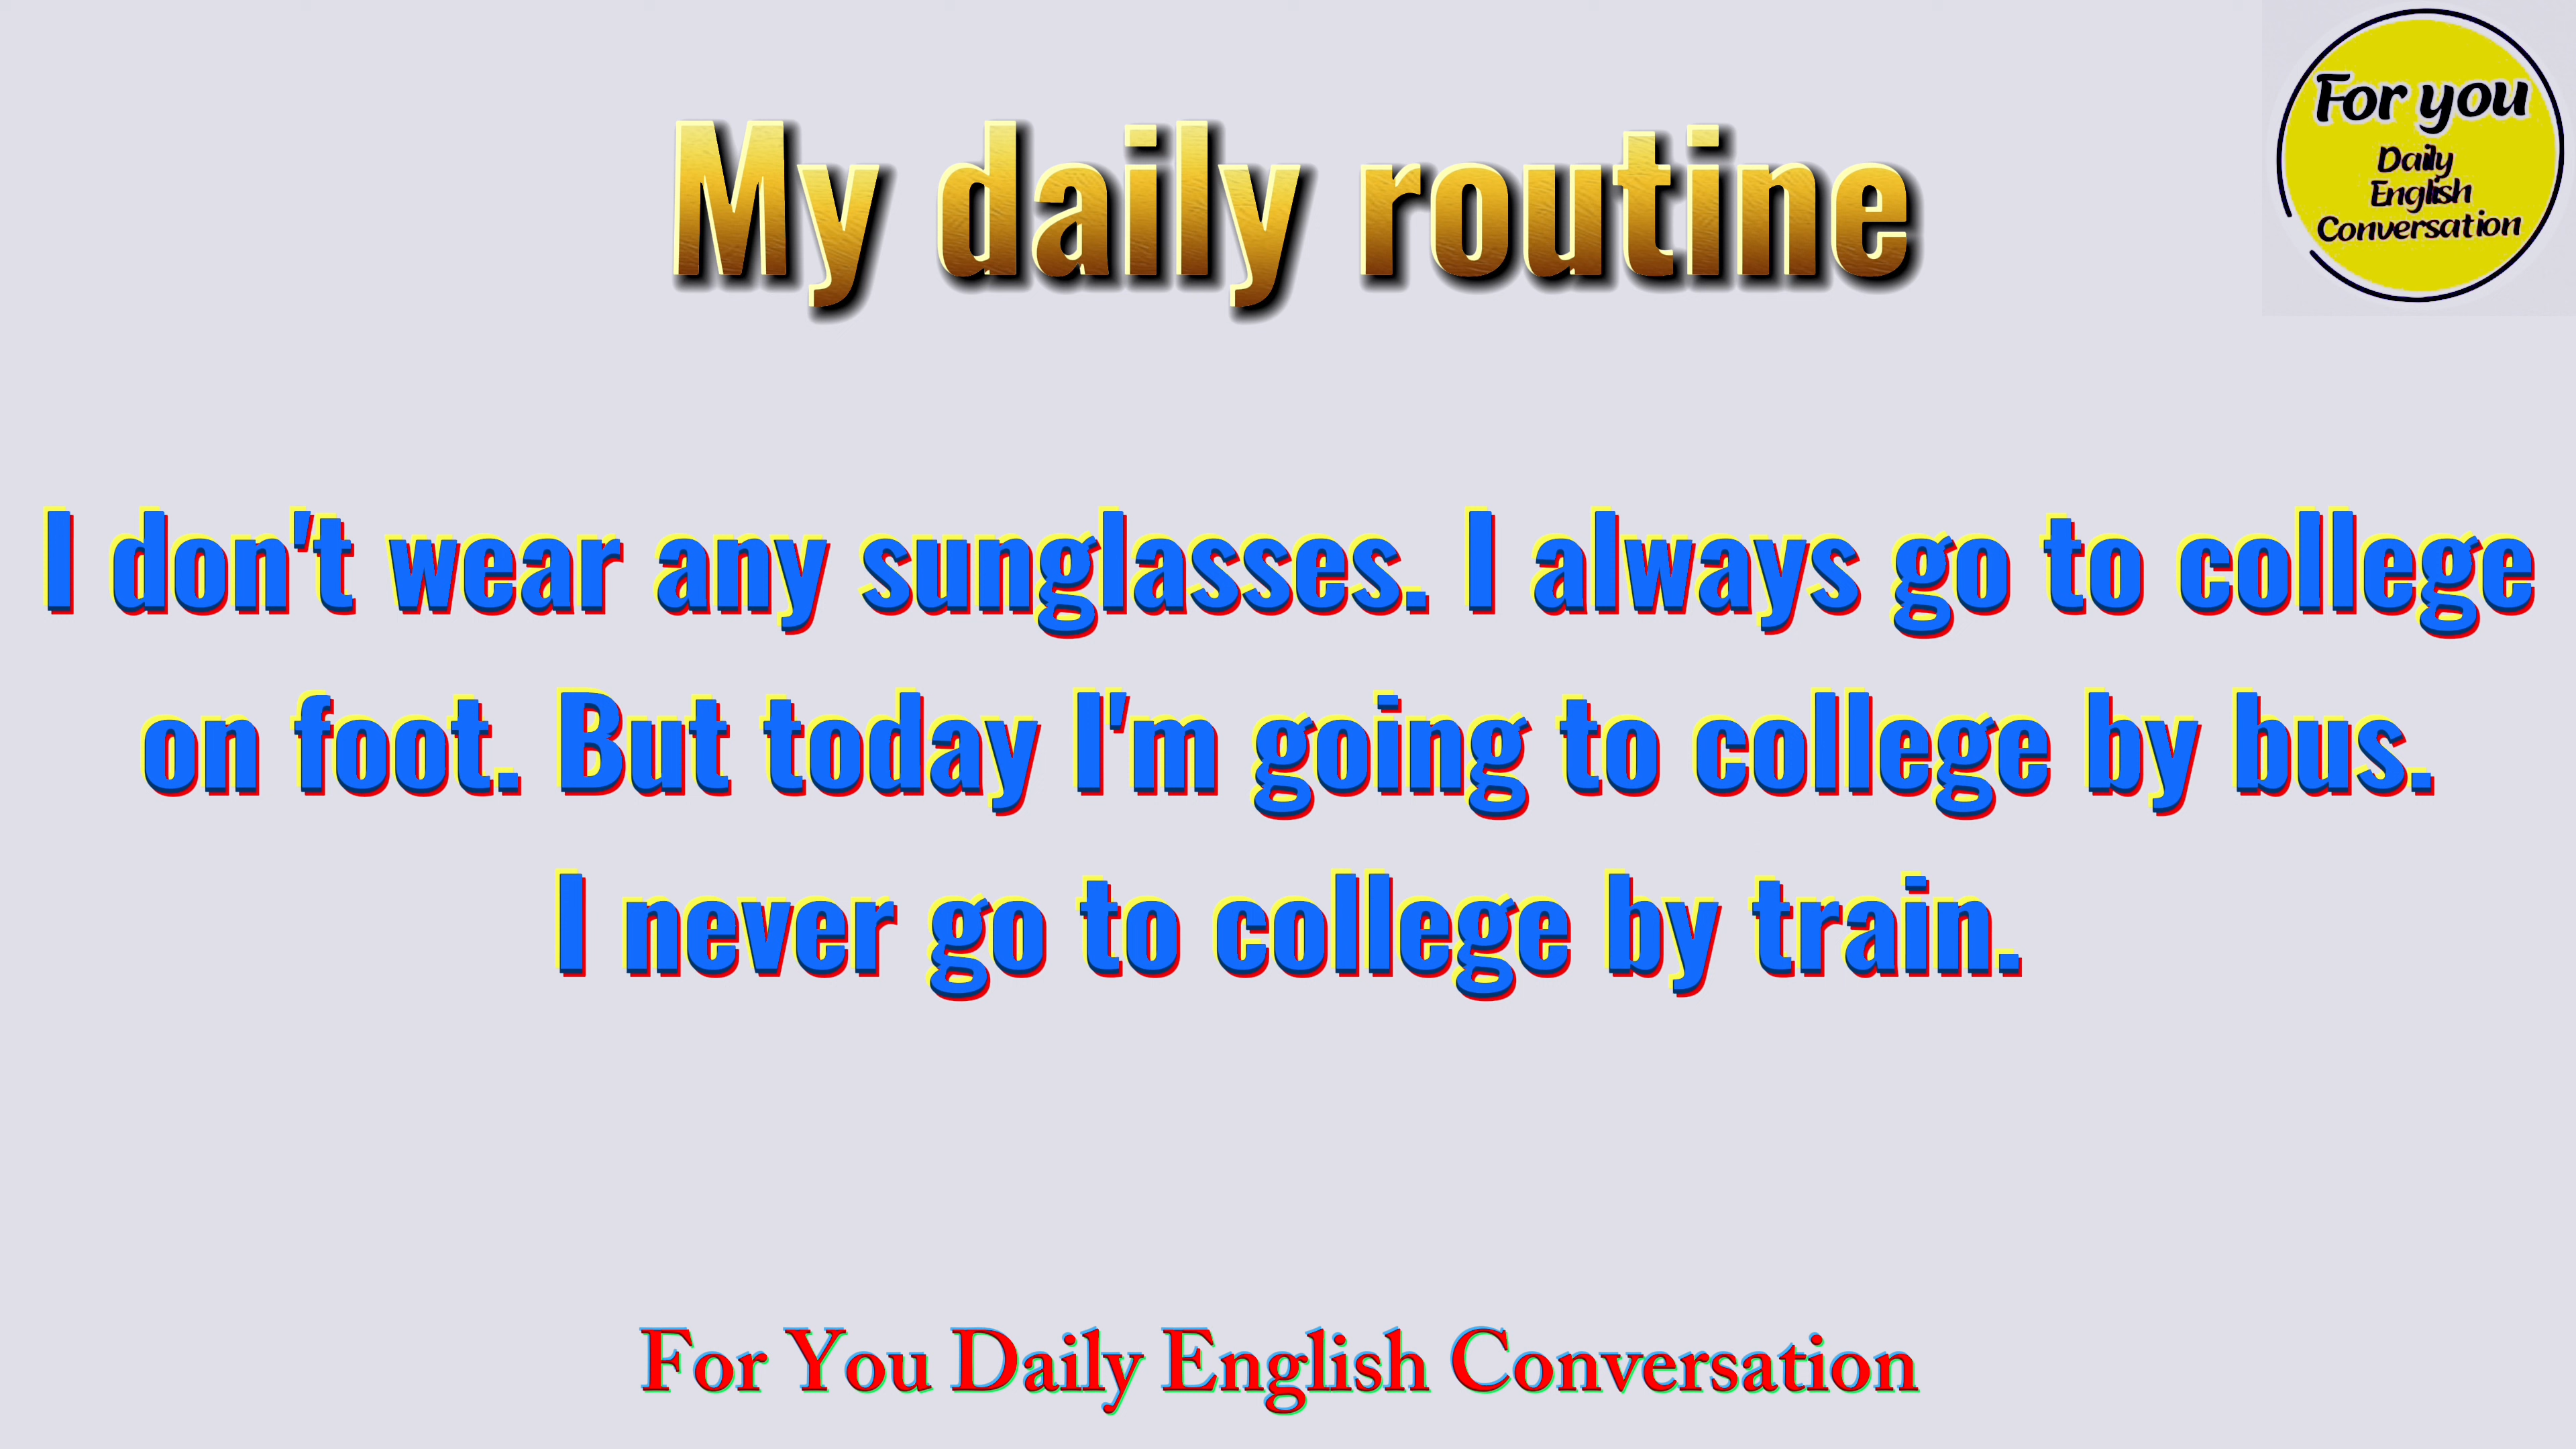 My daily routine
For you
Daily
English
Conversation
I don't wear any sunglasses. I always go to college
on foot. But today I'm going to college by bus.
I never go to college by train.
For You Daily English Conversation